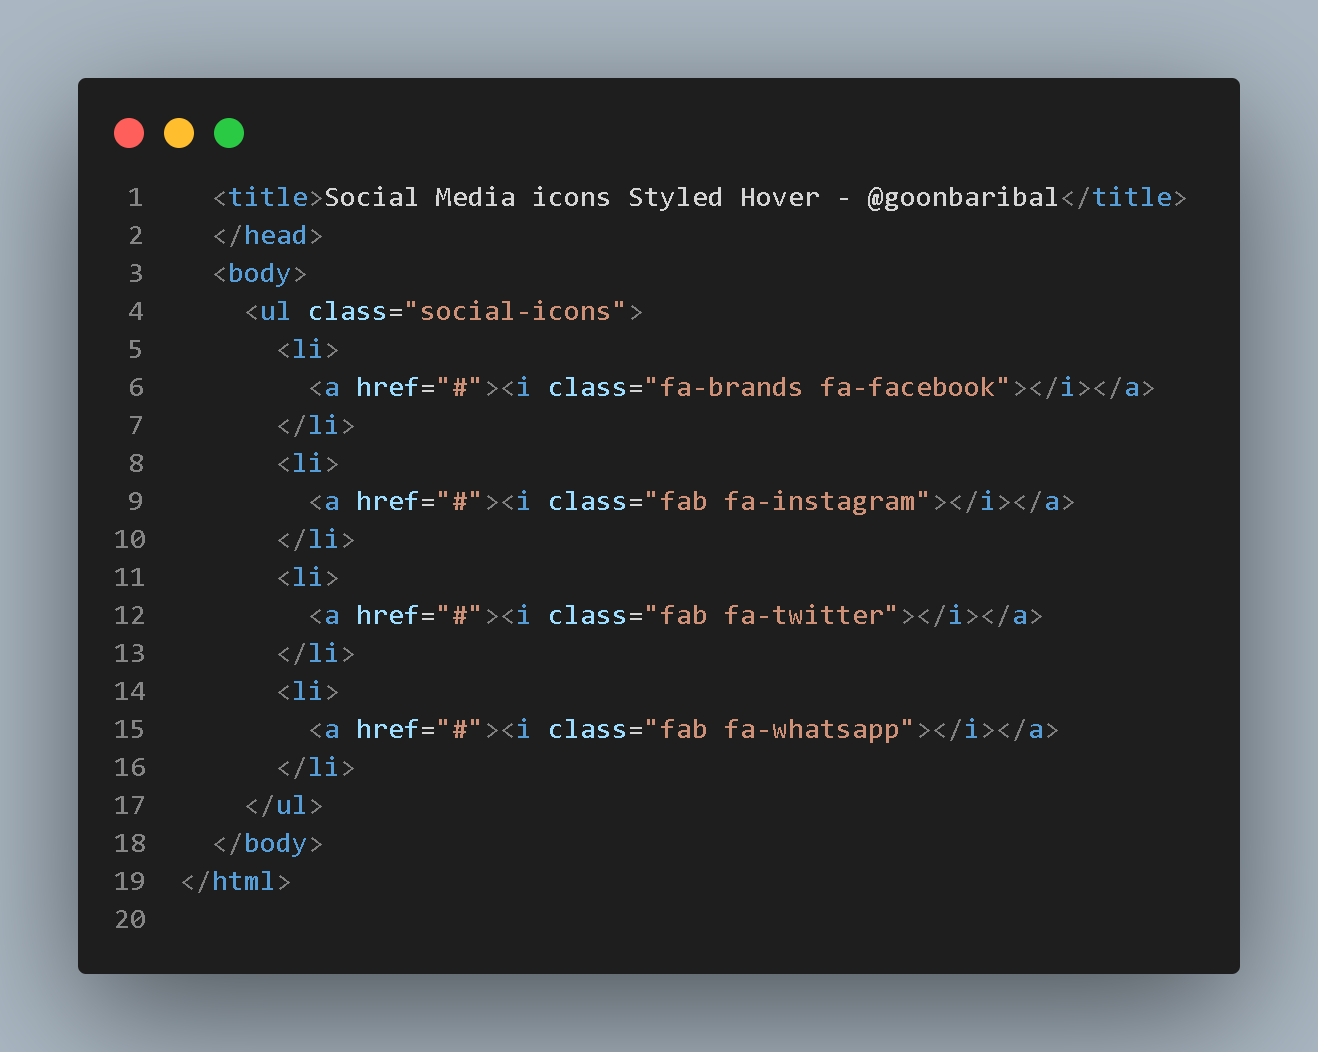 1 <title>Social Media icons Styled Hover - @goonbaribal</title>
2 </head>
3 <body>
4 <ul class="social-icons">
5 <li>
6 <a href="#"><i class="fa-brands fa-facebook"></i></a>
7 </li>
8 <li>
9 <a href="#"><i class="fab fa-instagram"></i></a>
10 </li>
11 <li>
12 <a href="#"><i class="fab fa-twitter"></i></a>
13 </li>
14 <li>
15 <a href="#"><i class="fab fa-whatsapp"></i></a>
16 </li>
17 </ul>
18 </body>
19 </html>
20